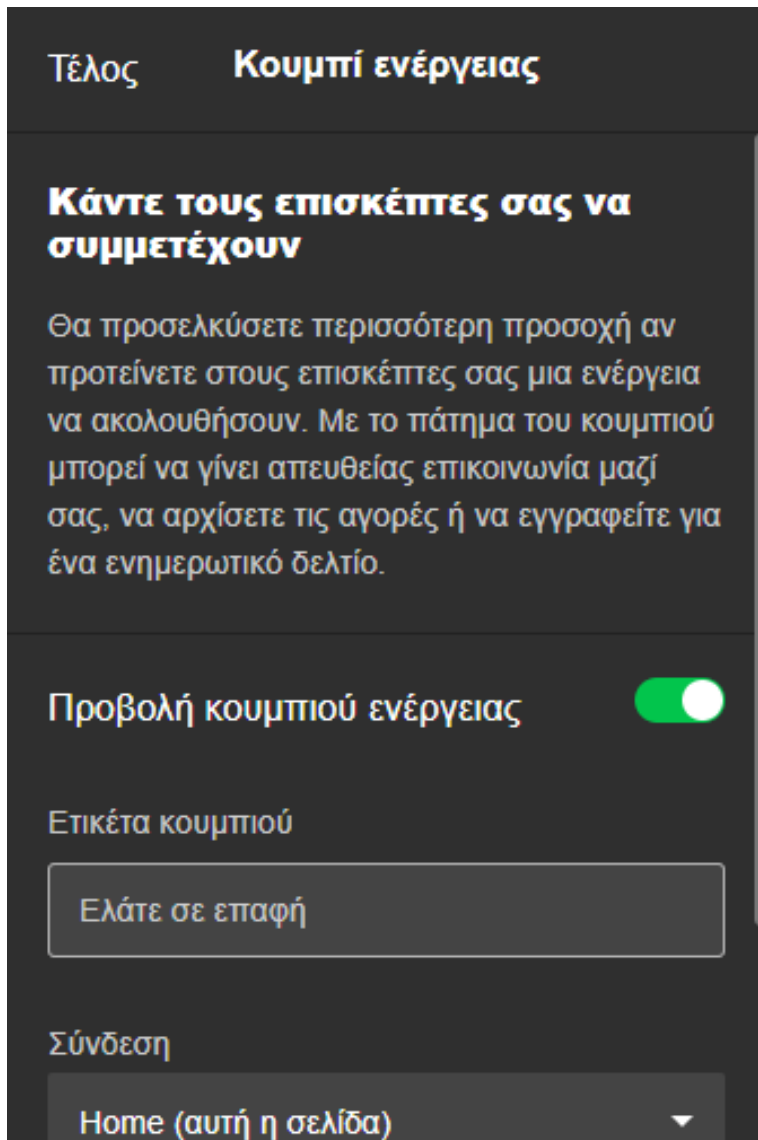 Τέλος Κουμπί ενέργειας
Κάντε τους επισκέπτες σας να
συμμετέχουν
Θα προσελκύσετε περισσότερη προσοχή αν
προτείνετε στους επισκέπτες σας μια ενέργεια
να ακολουθήσουν. Με το πάτημα του κουμπιού
μπορεί να γίνει απευθείας επικοινωνία μαζί
σας, να αρχίσετε τις αγορές ή να εγγραφείτε για
ένα ενημερωτικό δελτίο.
Προβολή κουμπιού ενέργειας
Ετικέτα κουμπιού
Ελάτε σε επαφή
Σύνδεση
Home (αυτή η σελίδα)